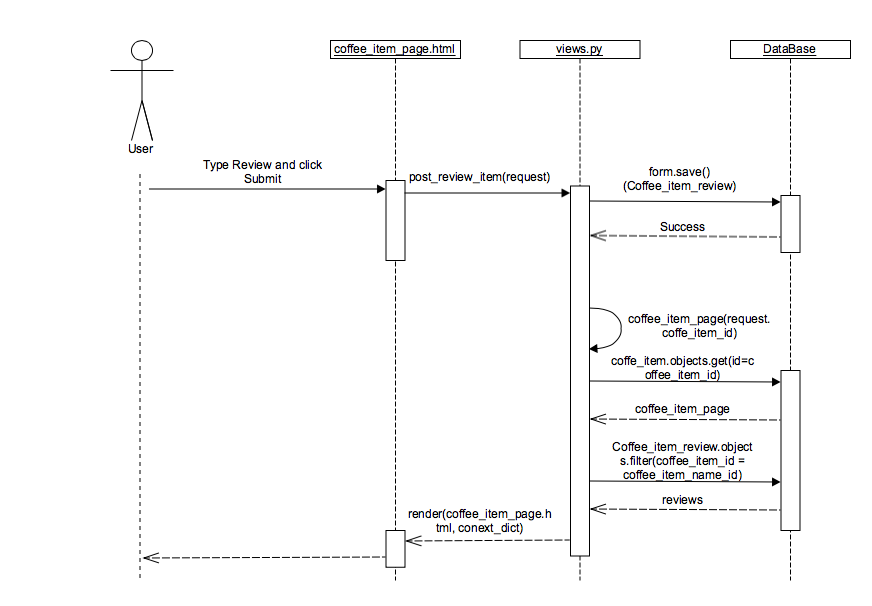 coffee_item_page.html
views.py
DataBase
User
Type Review and click
Submit
post_review_item(request)
form.save()
(Coffee_item_review)
Success
coffee_item_page(request.
coffe_item_id)
coffe_item.objects.get(id=c
offee_item_id)
coffee_item_page
Coffee_item_review.object
s.filter(coffee_item_id =
coffee_item_name_id)
reviews
render(coffee_item_page.h
tml, conext_dict)